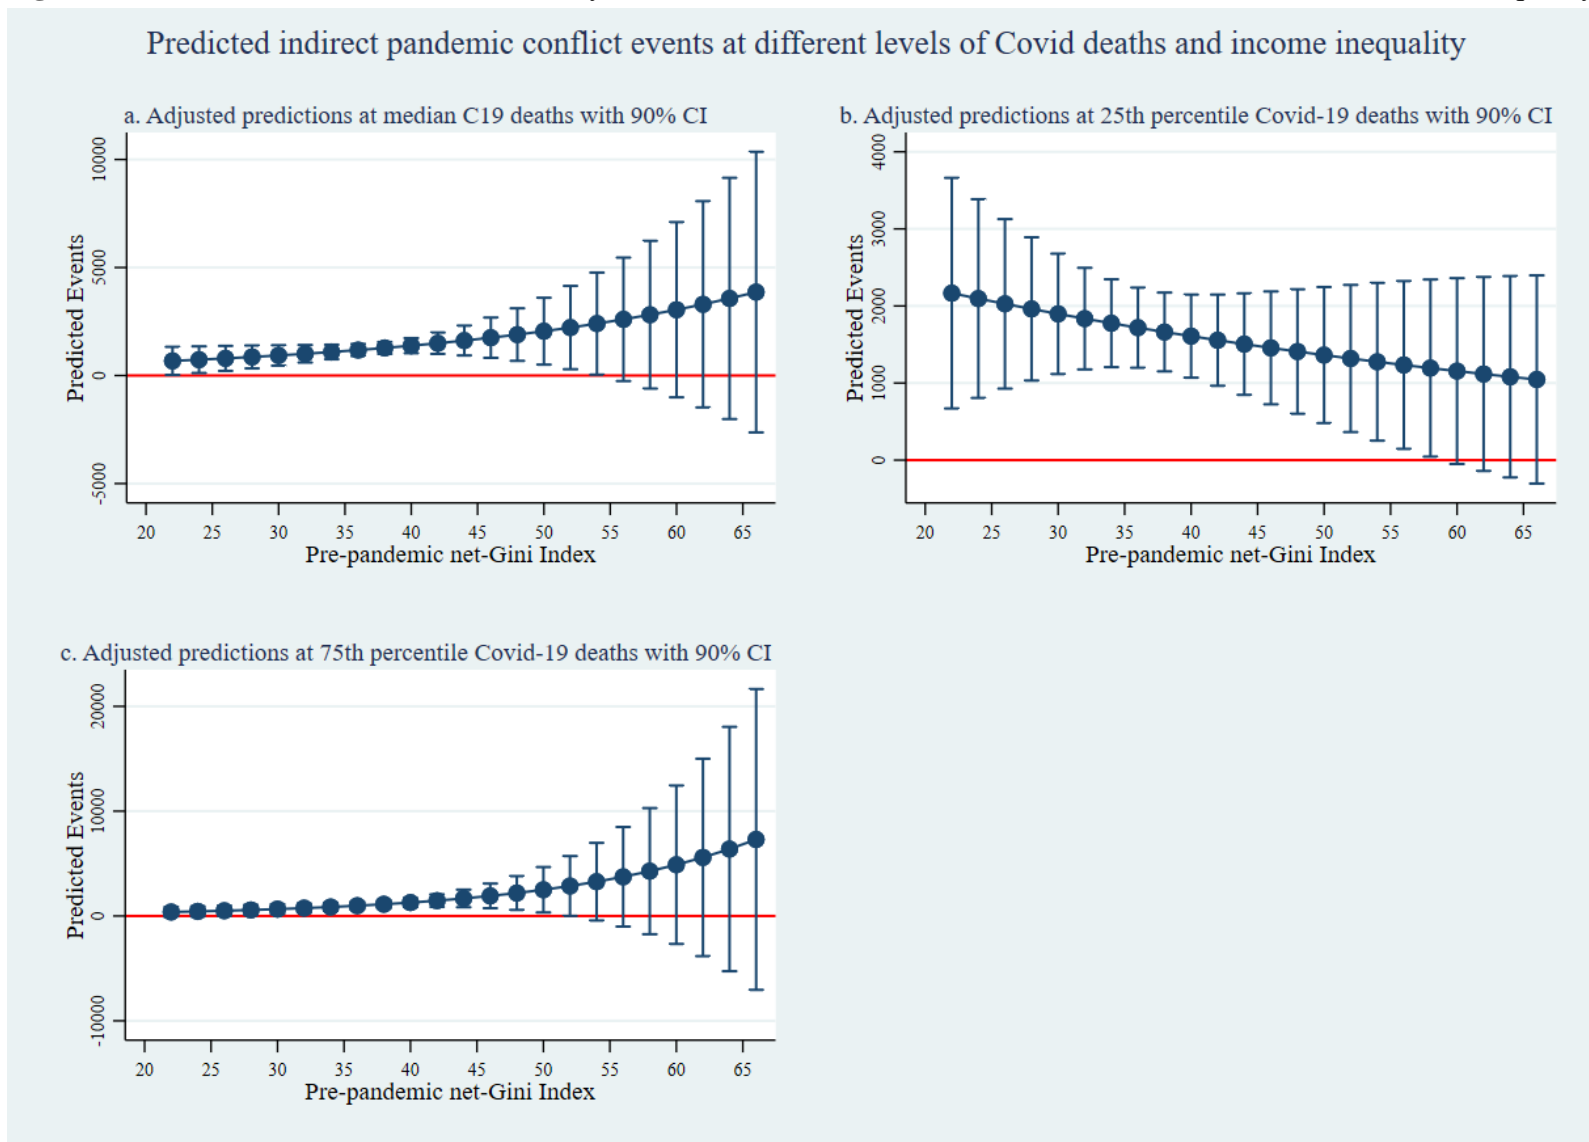 Predicted indirect pandemic conflict events at different levels of Covid deaths and income inequality
a. Adjusted predictions at median C19 deaths with 90% CI
Predicted Events
10000
5000
0
-5000
20 25 30 35 40 45 50 55 60 65
Pre-pandemic net-Gini Index
b. Adjusted predictions at 25th percentile Covid-19 deaths with 90% CI
Predicted Events
4000
3000
2000
1000
0
20 25 30 35 40 45 50 55 60 65
Pre-pandemic net-Gini Index
c. Adjusted predictions at 75th percentile Covid-19 deaths with 90% CI
Predicted Events
20000
10000
0
-10000
20 25 30 35 40 45 50 55 60 65
Pre-pandemic net-Gini Index